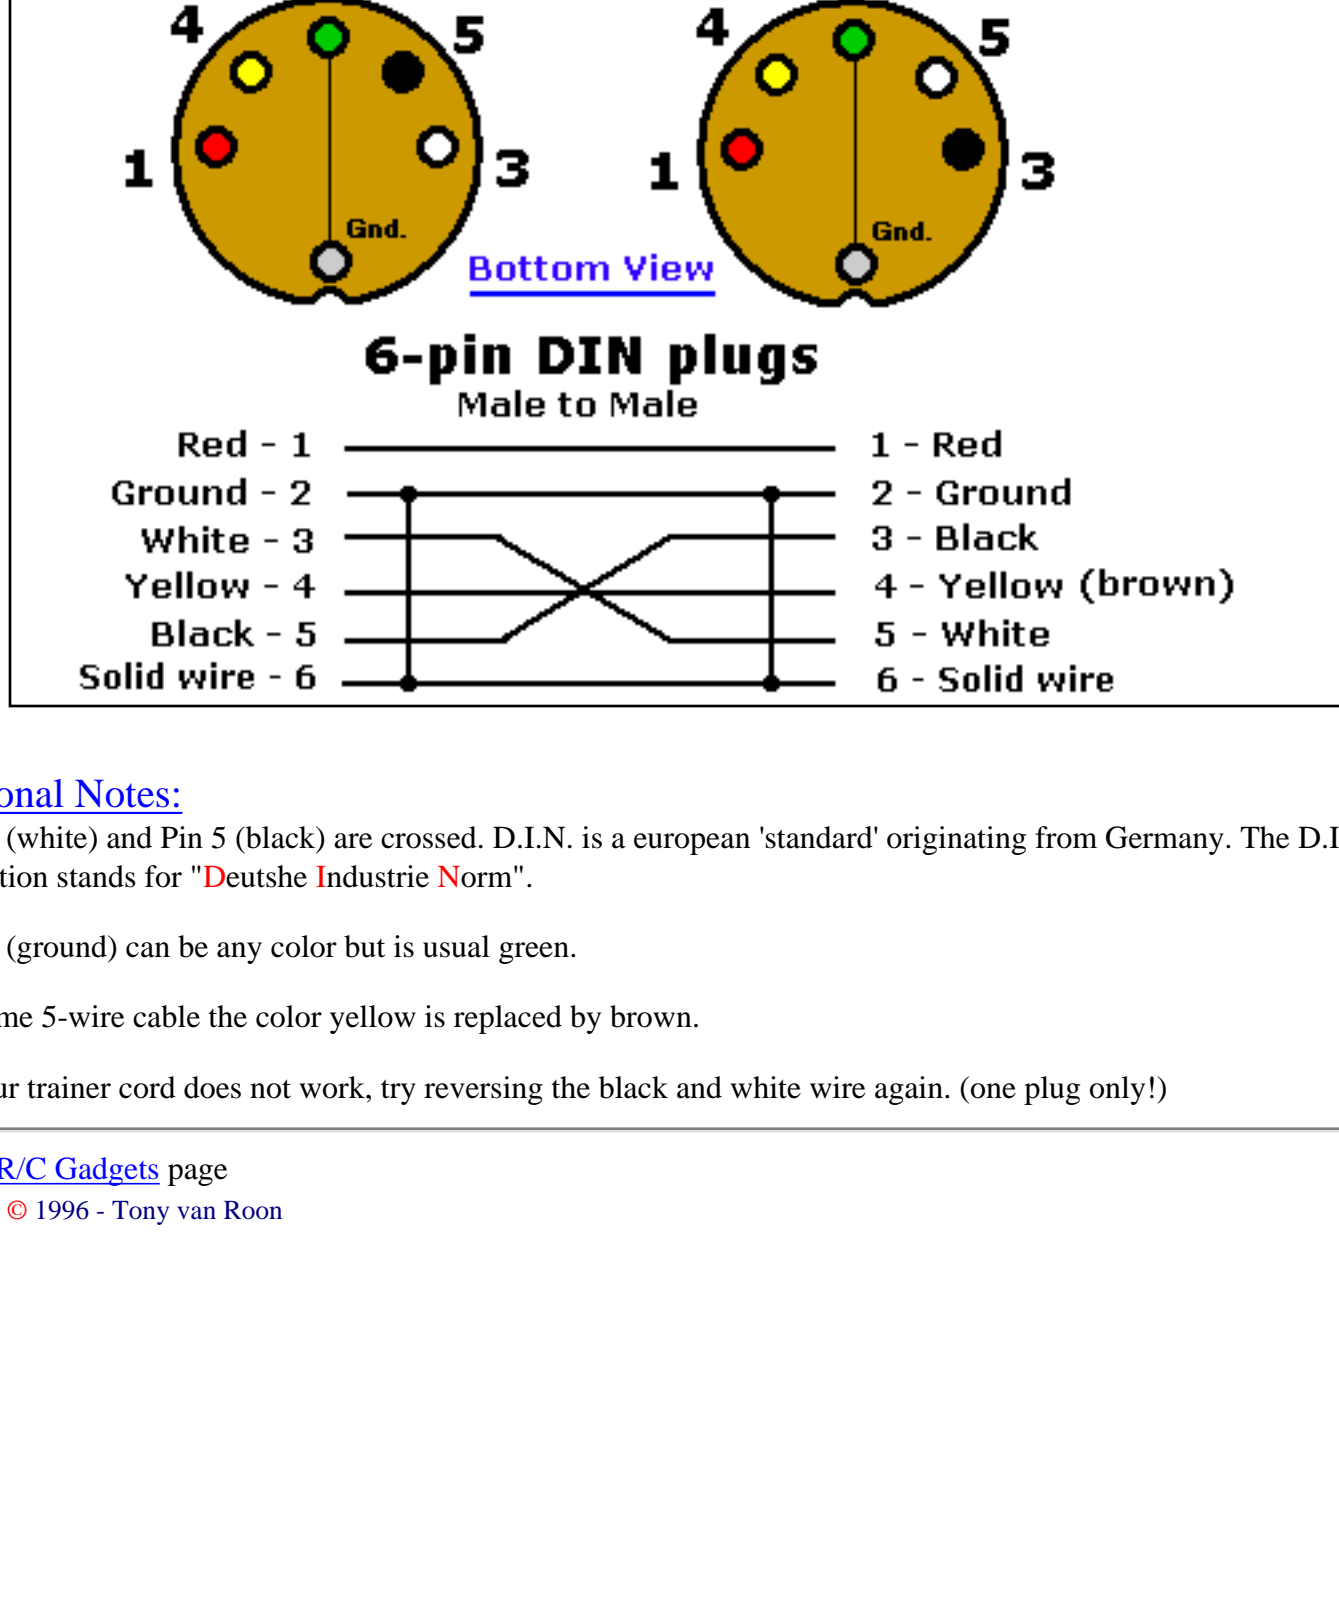 4 5 4 5
1 3 1 3
Gnd. Gnd.
Bottom View
6-pin DIN plugs
Male to Male
Red - 1 1 - Red
Ground - 2 2 - Ground
White - 3 3 - Black
Yellow - 4 4 - Yellow (brown)
Black - 5 5 - White
Solid wire - 6 6 - Solid wire
onal Notes:
(white) and Pin 5 (black) are crossed. D.I.N. is a european 'standard' originating from Germany. The D.I
tion stands for "Deutshe Industrie Norm".
(ground) can be any color but is usual green.
me 5-wire cable the color yellow is replaced by brown.
ur trainer cord does not work, try reversing the black and white wire again. (one plug only!)
R/C Gadgets page
© 1996 - Tony van Roon